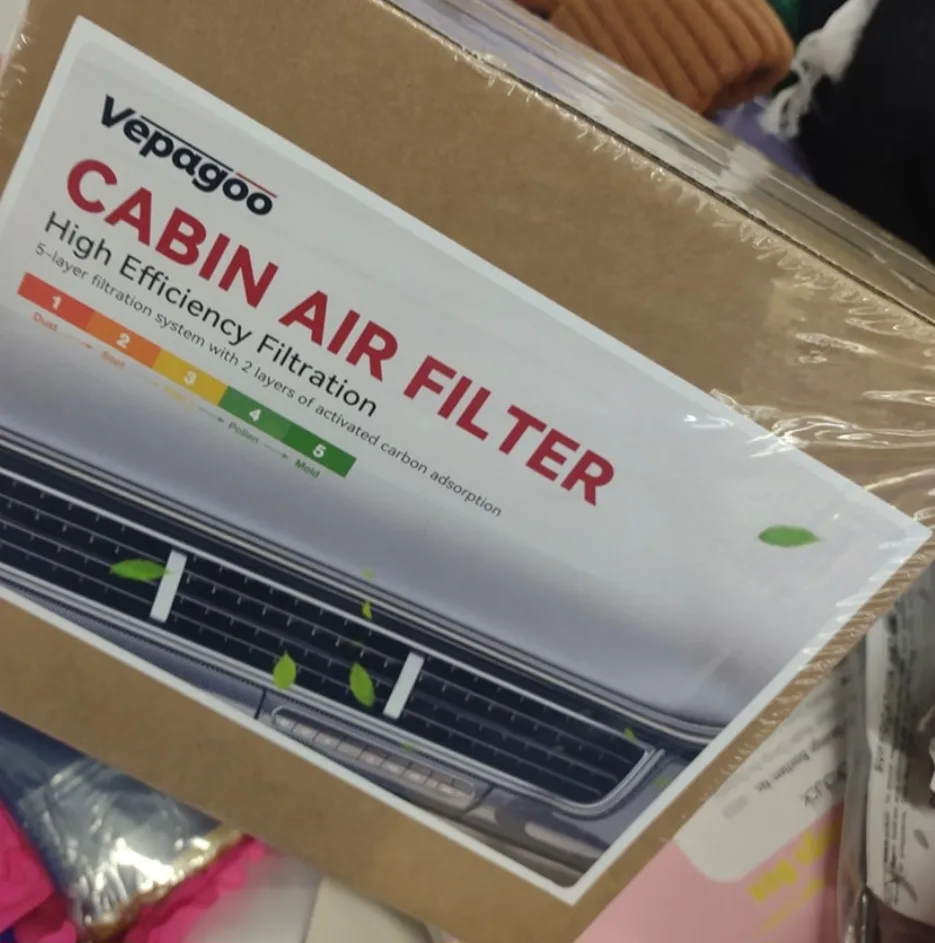 Vepagoo
CABIN AIR FILTER
High Efficiency Filtration
5-layer filtration system with 2 layers of activated carbon adsorption
1 2 3 4 5
Dust Soot Pollen Mold